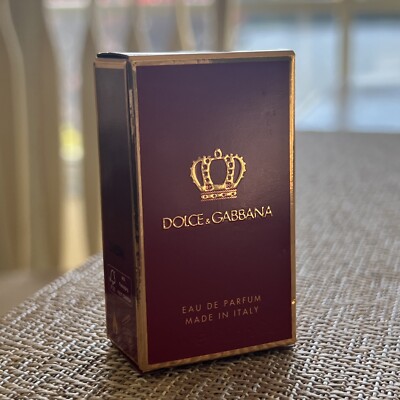 DOLCE & GABBANA
EAU DE PARFUM
MADE IN ITALY